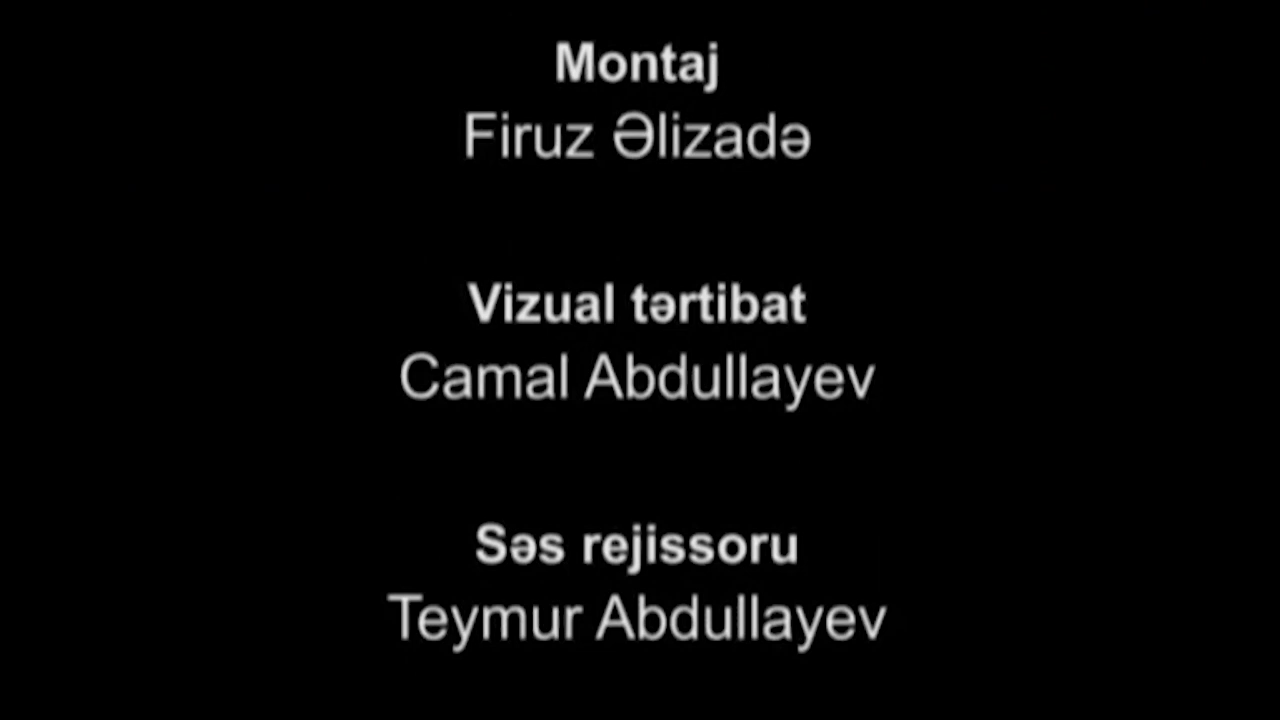 Montaj
Firuz Əlizadə
Vizual tərtibat
Camal Abdullayev
Səs rejissoru
Teymur Abdullayev